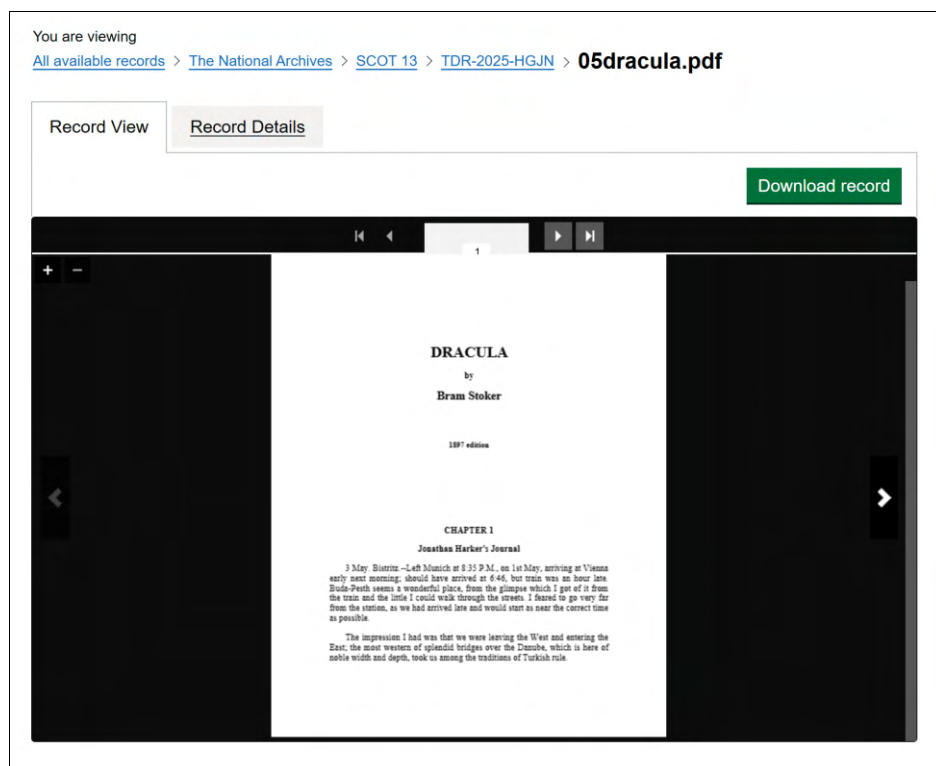 You are viewing
All available records > The National Archives > SCOT 13 > TDR-2025-HGJN > 05dracula.pdf
Record View
Record Details
Download record
1
DRACULA
by
Bram Stoker
1897 edition
CHAPTER 1
Jonathan Harker's Journal
3 May. Bistritz.--Left Munich at 8:35 P.M., on 1st May, arriving at Vienna
early next morning; should have arrived at 6:46, but train was an hour late.
Buda-Pesth seems a wonderful place, from the glimpse which I got of it from
the train and the little I could walk through the streets. I feared to go very far
from the station, as we had arrived late and would start as near the correct time
as possible.
The impression I had was that we were leaving the West and entering the
East; the most western of splendid bridges over the Danube, which is here of
noble width and depth, took us among the traditions of Turkish rule.